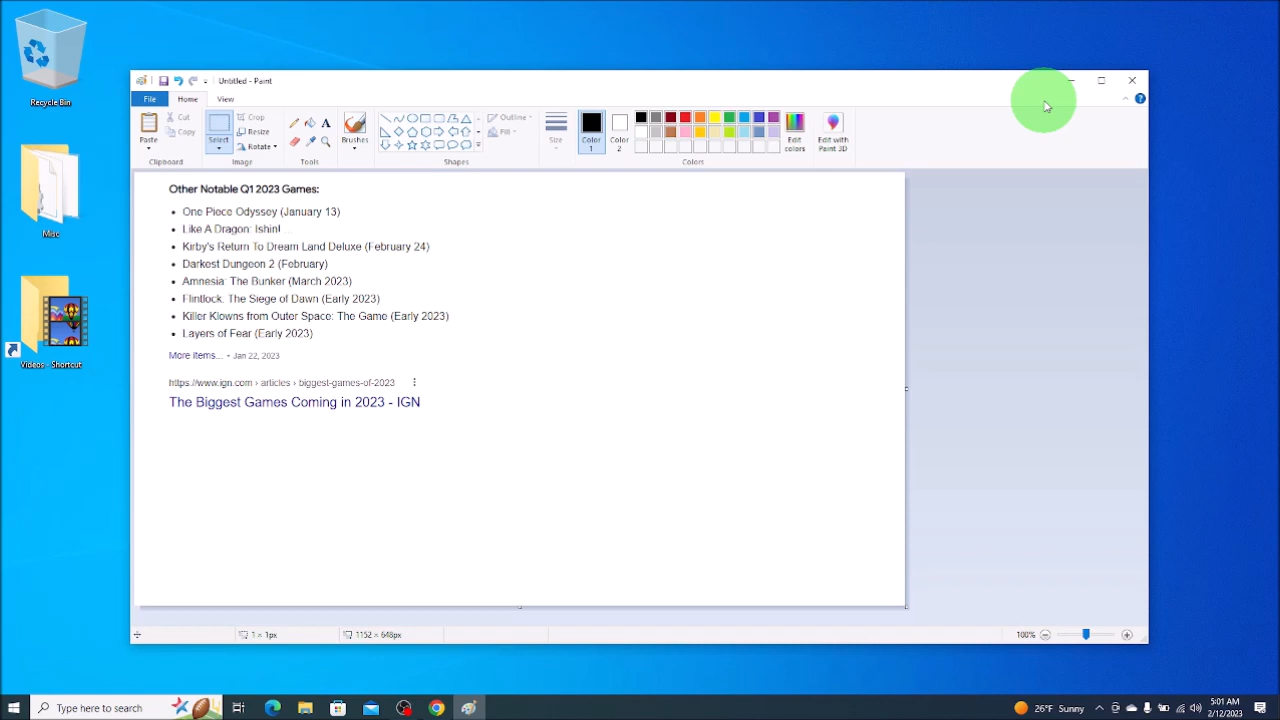 Recycle Bin
Misc
Videos - Shortcut
Untitled - Paint
File Home View
Paste
Cut
Copy
Clipboard
Select
Crop
Resize
Rotate
Image
A
Tools
Brushes
Shapes
Outline
Fill
Size
Color 1
Color 2
Colors
Edit colors
Edit with Paint 3D
Other Notable Q1 2023 Games:
• One Piece Odyssey (January 13)
• Like A Dragon: Ishin! ...
• Kirby's Return To Dream Land Deluxe (February 24)
• Darkest Dungeon 2 (February)
• Amnesia: The Bunker (March 2023)
• Flintlock: The Siege of Dawn (Early 2023)
• Killer Klowns from Outer Space: The Game (Early 2023)
• Layers of Fear (Early 2023)
More items... • Jan 22, 2023
https://www.ign.com › articles › biggest-games-of-2023
The Biggest Games Coming in 2023 - IGN
1 × 1px 1152 × 648px 100%
Type here to search
26°F Sunny
5:01 AM
2/12/2023